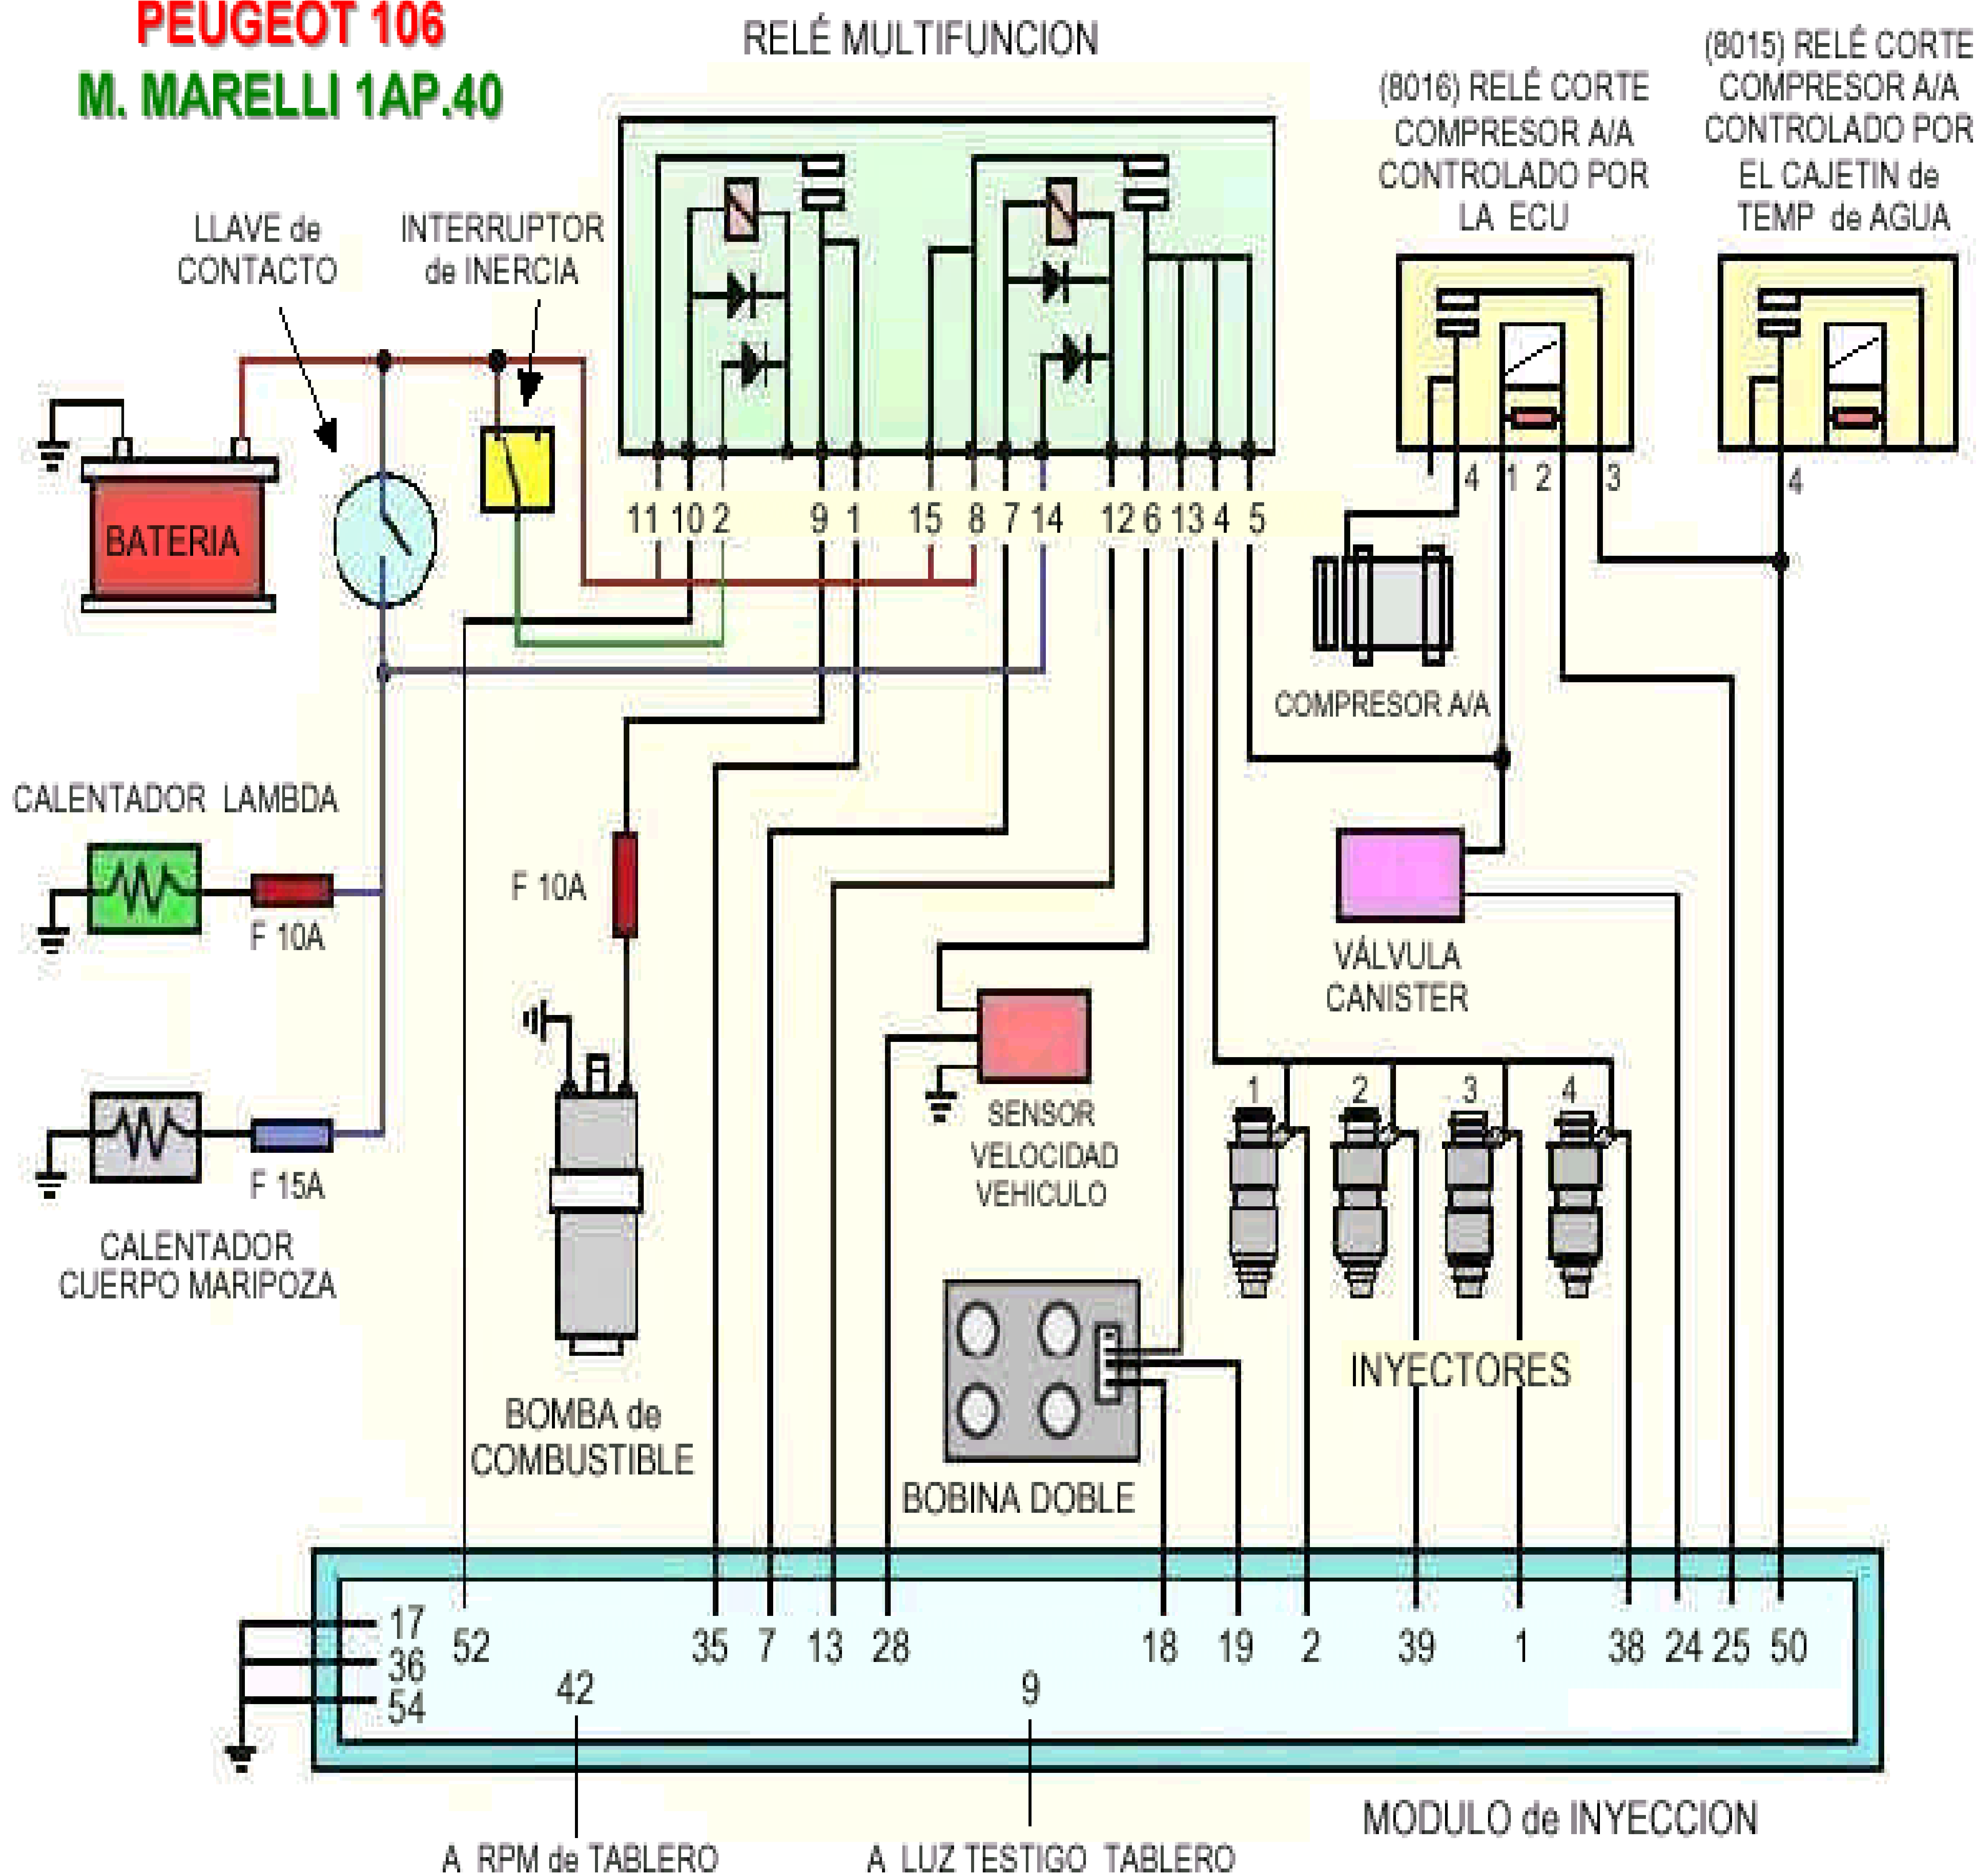 PEUGEOT 106
M. MARELLI 1AP.40
RELÉ MULTIFUNCION
(8016) RELÉ CORTE
COMPRESOR A/A
CONTROLADO POR
LA ECU
(8015) RELÉ CORTE
COMPRESOR A/A
CONTROLADO POR
EL CAJETIN de
TEMP de AGUA
LLAVE de
CONTACTO
INTERRUPTOR
de INERCIA
BATERIA
11 10 2 9 1 15 8 7 14 12 6 13 4 5
4 1 2 3
4
COMPRESOR A/A
CALENTADOR LAMBDA
F 10A
F 10A
VÁLVULA
CANISTER
SENSOR
VELOCIDAD
VEHICULO
1 2 3 4
F 15A
CALENTADOR
CUERPO MARIPOZA
INYECTORES
BOMBA de
COMBUSTIBLE
BOBINA DOBLE
17
36
54
52 35 7 13 28 18 19 2 39 1 38 24 25 50
42 9
MODULO de INYECCION
A RPM de TABLERO
A LUZ TESTIGO TABLERO